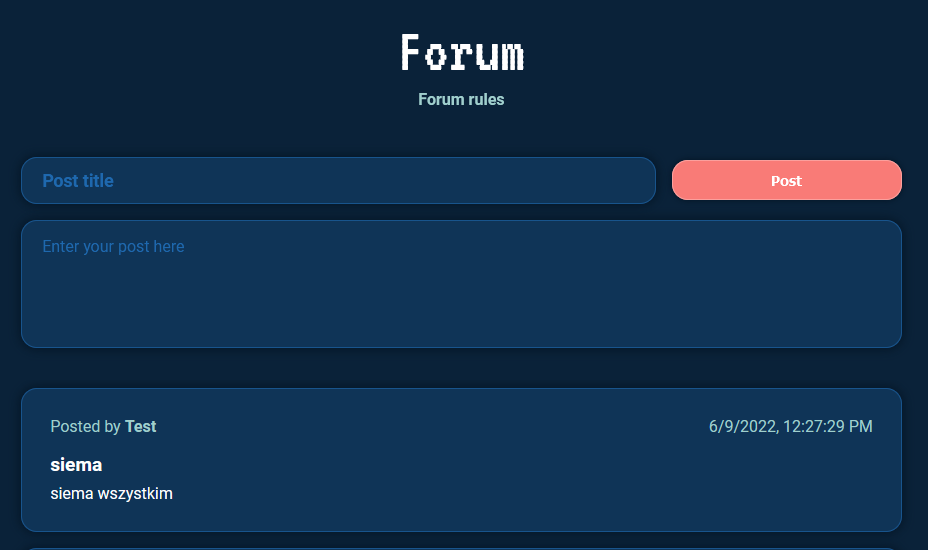 Forum
Forum rules
Post title
Post
Enter your post here
Posted by Test
6/9/2022, 12:27:29 PM
siema
siema wszystkim